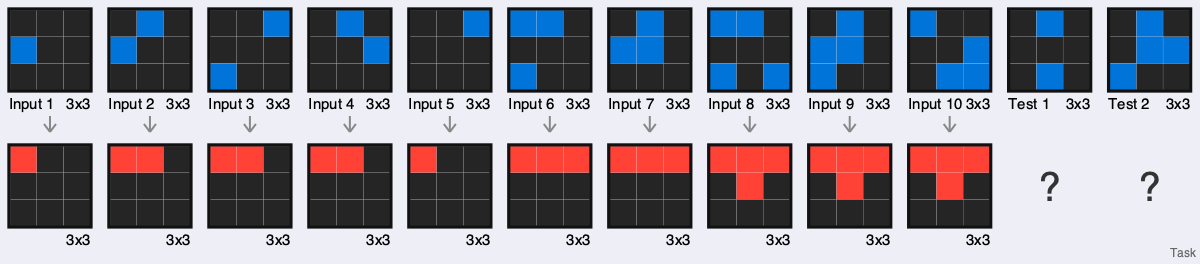 Input 1 3x3 Input 2 3x3 Input 3 3x3 Input 4 3x3 Input 5 3x3 Input 6 3x3 Input 7 3x3 Input 8 3x3 Input 9 3x3 Input 10 3x3 Test 1 3x3 Test 2 3x3
? ?
3x3 3x3 3x3 3x3 3x3 3x3 3x3 3x3 3x3 3x3
Task